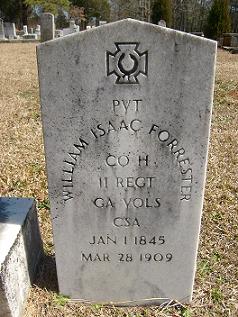 PVT
WILLIAM ISAAC FORRESTER
CO H
11 REGT
GA VOLS
CSA
JAN 1 1845
MAR 28 1909